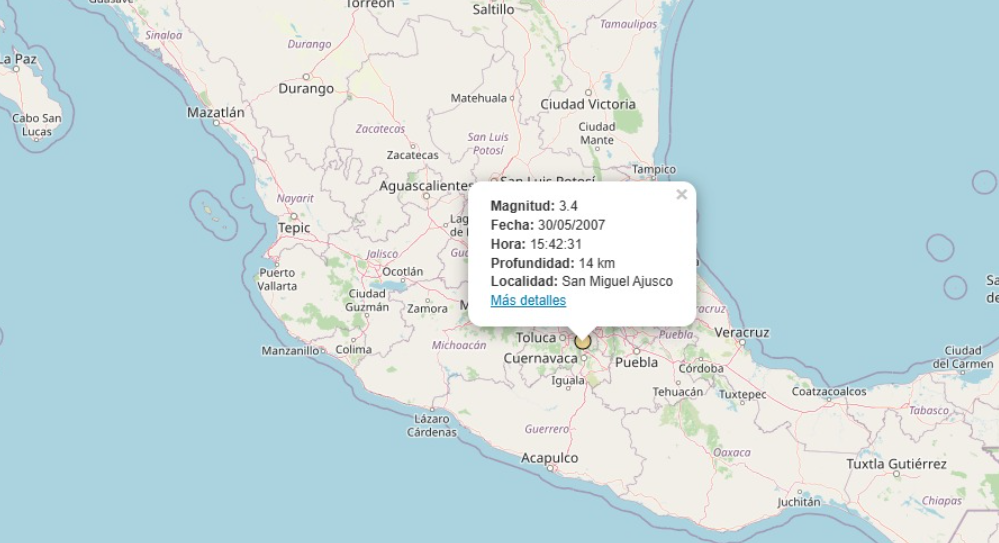 Torreón
Saltillo
Sinaloa
Tamaulipas
Durango
La Paz
Durango
Matehuala
Ciudad Victoria
Mazatlán
Cabo San
Lucas
Zacatecas
San Luis
Potosí
Ciudad
Mante
Zacatecas
Tampico
Aguascalientes
San Luis Potosí
Nayarit
Magnitud: 3.4
Fecha: 30/05/2007
Hora: 15:42:31
Profundidad: 14 km
Localidad: San Miguel Ajusco
Más detalles
×
Tepic
Jalisco
Ocotlán
Puerto
Vallarta
Ciudad
Guzmán
Zamora
Manzanillo
Colima
Michoacán
Toluca
Cuernavaca
Puebla
Puebla
Veracruz
Córdoba
Iguala
Tehuacán
Tuxtepec
Coatzacoalcos
Ciudad
del Carmen
Tabasco
Lázaro
Cárdenas
Guerrero
Acapulco
Oaxaca
Tuxtla Gutiérrez
Juchitán
Chiapas